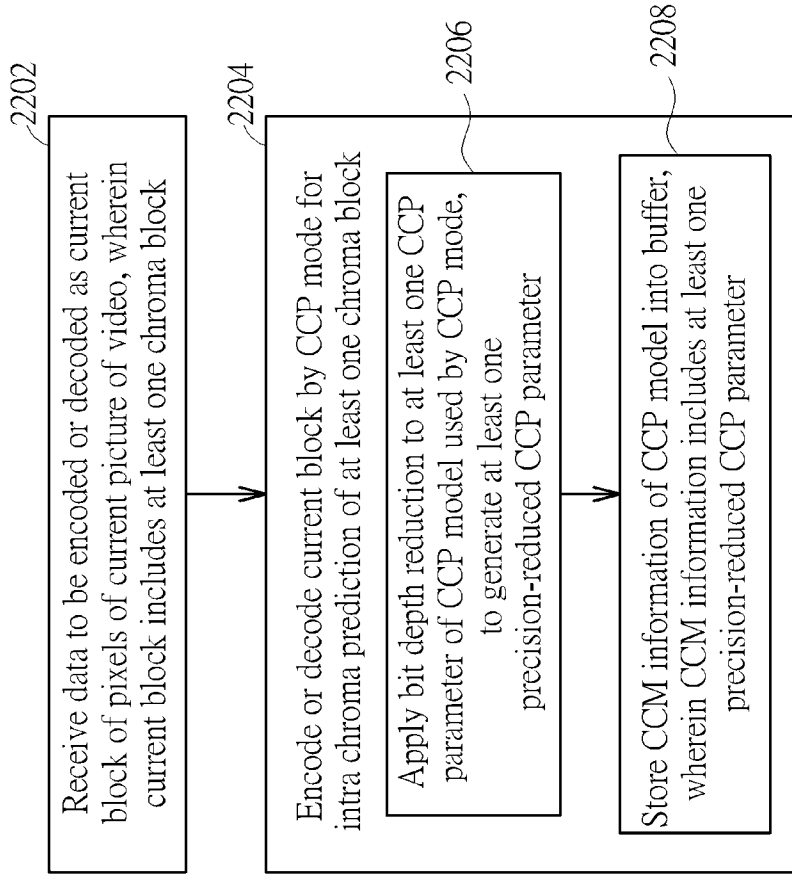 2202
Receive data to be encoded or decoded as current
block of pixels of current picture of video, wherein
current block includes at least one chroma block
2204
Encode or decode current block by CCP mode for
intra chroma prediction of at least one chroma block
2206
Apply bit depth reduction to at least one CCP
parameter of CCP model used by CCP mode,
to generate at least one
precision-reduced CCP parameter
2208
Store CCM information of CCP model into buffer,
wherein CCM information includes at least one
precision-reduced CCP parameter